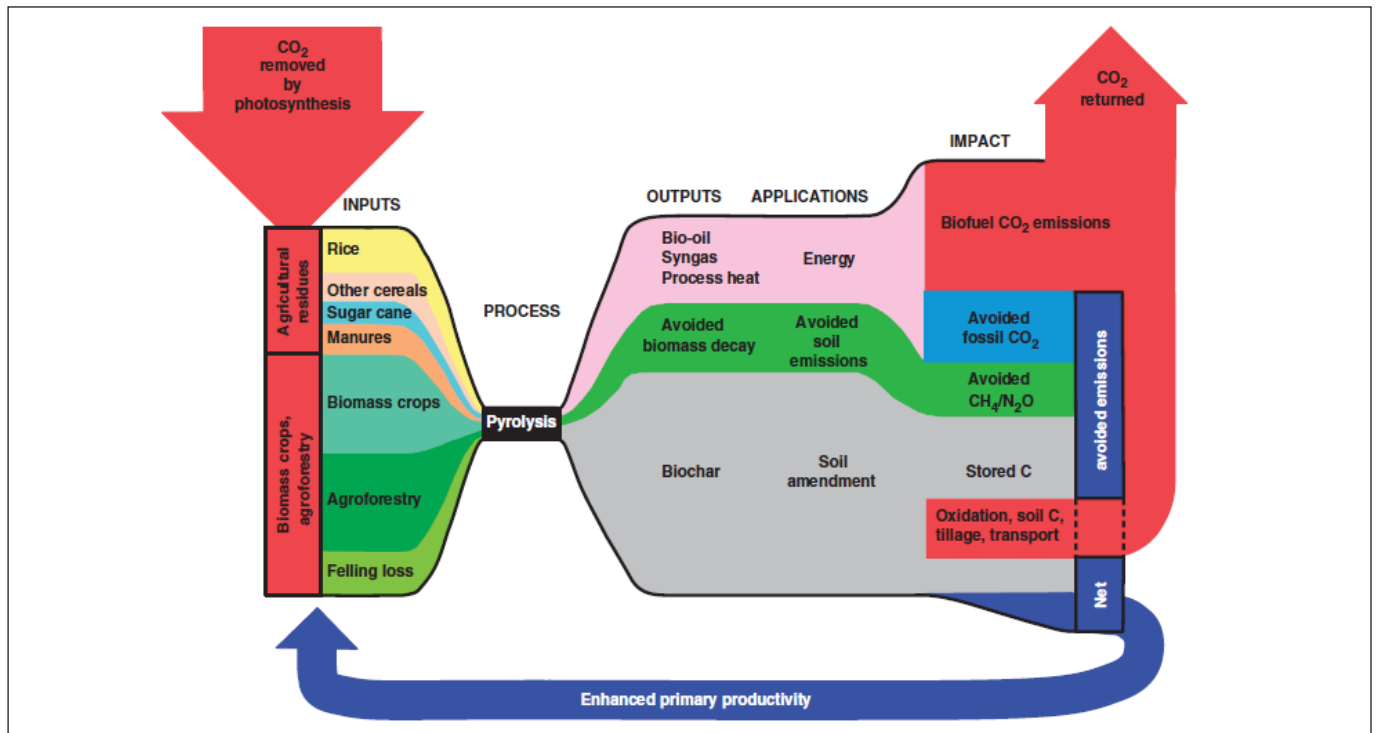 CO2
removed
by
photosynthesis
CO2
returned
IMPACT
INPUTS
OUTPUTS
APPLICATIONS
PROCESS
Agricultural
residues
Biomass crops,
agroforestry
Rice
Other cereals
Sugar cane
Manures
Biomass crops
Agroforestry
Felling loss
Pyrolysis
Bio-oil
Syngas
Process heat
Energy
Avoided
biomass decay
Avoided
soil
emissions
Biochar
Soil
amendment
Biofuel CO2 emissions
Avoided
fossil CO2
Avoided
CH4/N2O
Stored C
Oxidation, soil C,
tillage, transport
Net
avoided emissions
Enhanced primary productivity